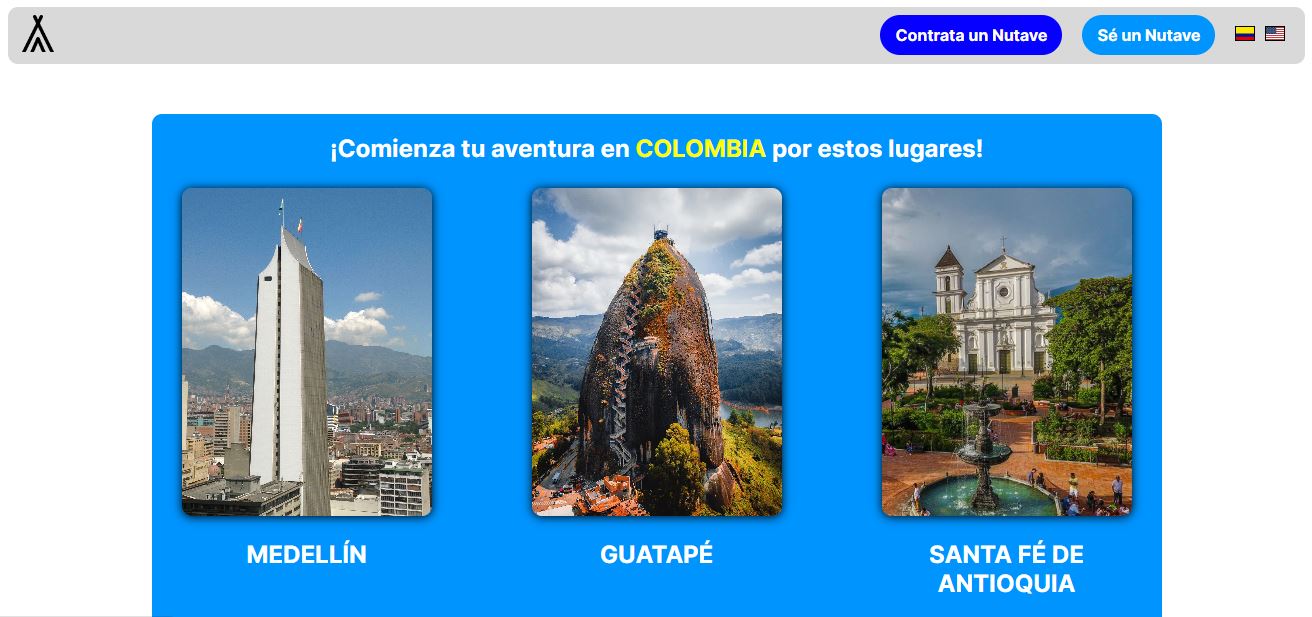 Contrata un Nutave
Sé un Nutave
¡Comienza tu aventura en COLOMBIA por estos lugares!
MEDELLÍN
GUATAPÉ
SANTA FÉ DE
ANTIOQUIA